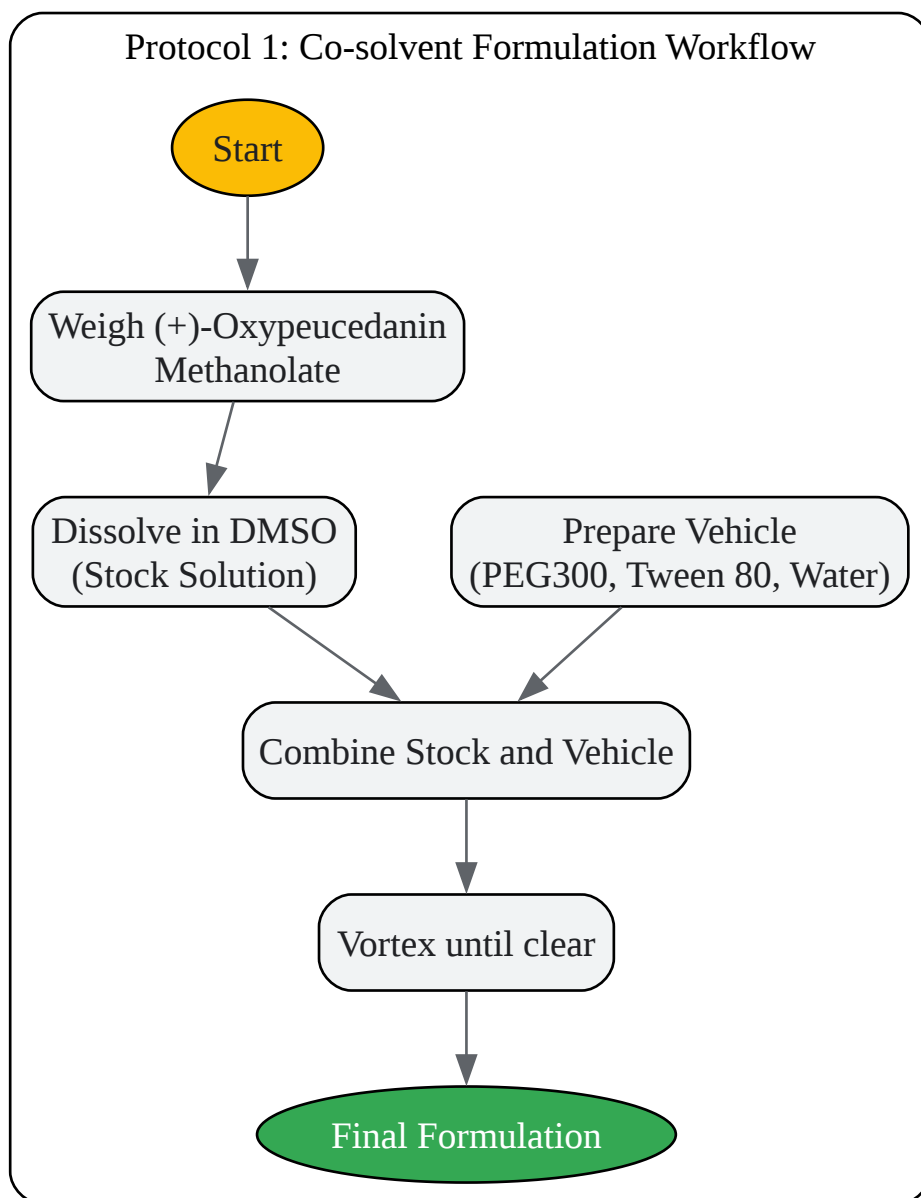 Protocol 1: Co-solvent Formulation Workflow
Start
Weigh (+)-Oxypeucedanin
Methanolate
Dissolve in DMSO
(Stock Solution)
Prepare Vehicle
(PEG300, Tween 80, Water)
Combine Stock and Vehicle
Vortex until clear
Final Formulation